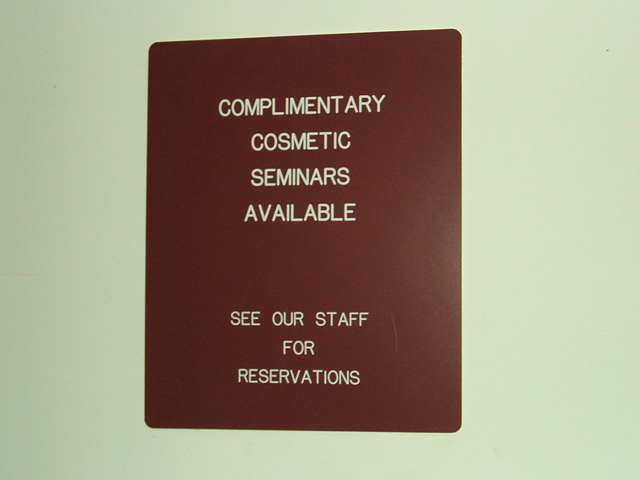 COMPLIMENTARY
COSMETIC
SEMINARS
AVAILABLE
SEE OUR STAFF
FOR
RESERVATIONS